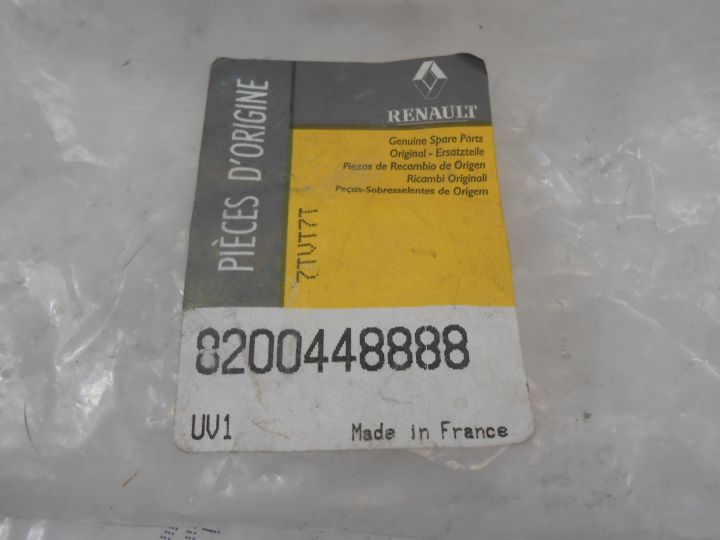 RENAULT
PIÈCES D'ORIGINE
Genuine Spare Parts
Original - Ersatzteile
Piezas de Recambio de Origen
Ricambi Originali
Peças-Sobresselentes de Origem
7TVT7T
8200448888
UV1
Made in France